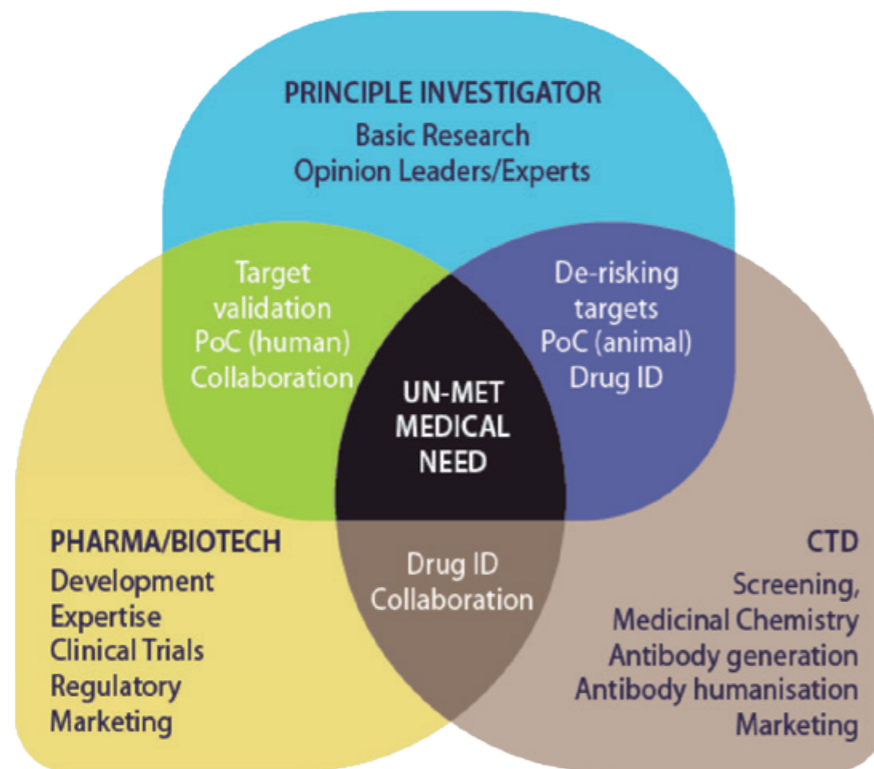 PRINCIPLE INVESTIGATOR
Basic Research
Opinion Leaders/Experts
Target
validation
PoC (human)
Collaboration
De-risking
targets
PoC (animal)
Drug ID
UN-MET
MEDICAL
NEED
PHARMA/BIOTECH
Development
Expertise
Clinical Trials
Regulatory
Marketing
Drug ID
Collaboration
CTD
Screening,
Medicinal Chemistry
Antibody generation
Antibody humanisation
Marketing